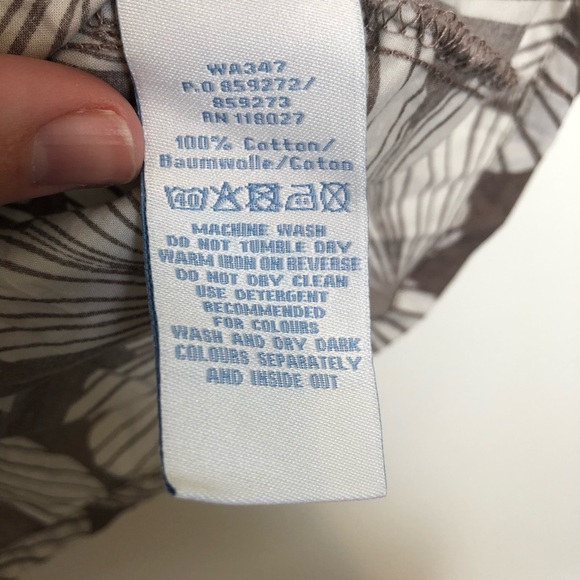 WA347
P.O 859272/
859273
RN 118027
100% Cotton/
Baumwolle/Coton
40
MACHINE WASH
DO NOT TUMBLE DRY
WARM IRON ON REVERSE
DO NOT DRY CLEAN
USE DETERGENT
RECOMMENDED
FOR COLOURS
WASH AND DRY DARK
COLOURS SEPARATELY
AND INSIDE OUT